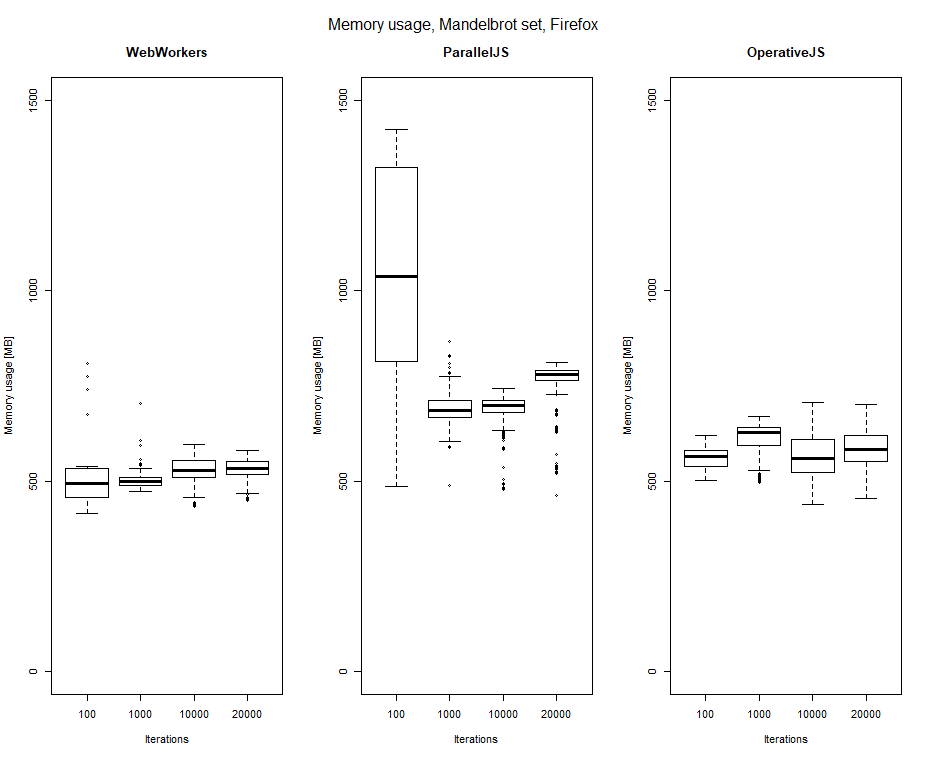 Memory usage, Mandelbrot set, Firefox
WebWorkers
Memory usage [MB]
1500
1000
500
0
100 1000 10000 20000
Iterations
ParallelJS
Memory usage [MB]
1500
1000
500
0
100 1000 10000 20000
Iterations
OperativeJS
Memory usage [MB]
1500
1000
500
0
100 1000 10000 20000
Iterations